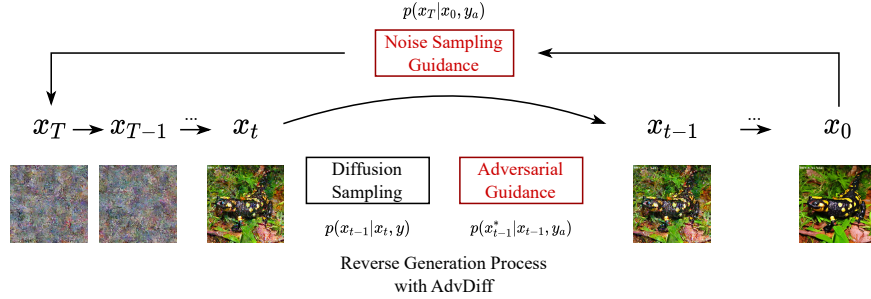 p(x_T|x_0, y_a)
Noise Sampling
Guidance
x_T x_{T−1} ... x_t x_{t−1} ... x_0
Diffusion
Sampling
Adversarial
Guidance
p(x_{t−1}|x_t, y)
p(x^*_{t−1}|x_{t−1}, y_a)
Reverse Generation Process
with AdvDiff